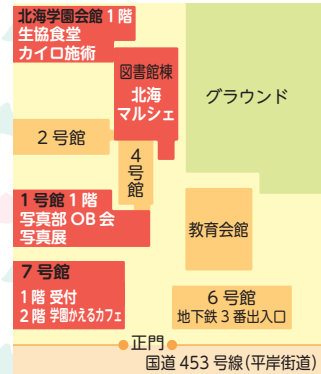 北海学園会館 1 階
生協食堂
カイロ施術
図書館棟
北海
マルシェ
グラウンド
2 号館
4
号
館
1 号館 1 階
写真部 OB 会
写真展
教育会館
7 号館
1 階 受付
2 階 学園かえるカフェ
6 号館
地下鉄 3 番出入口
正門
国道 453 号線(平岸街道)